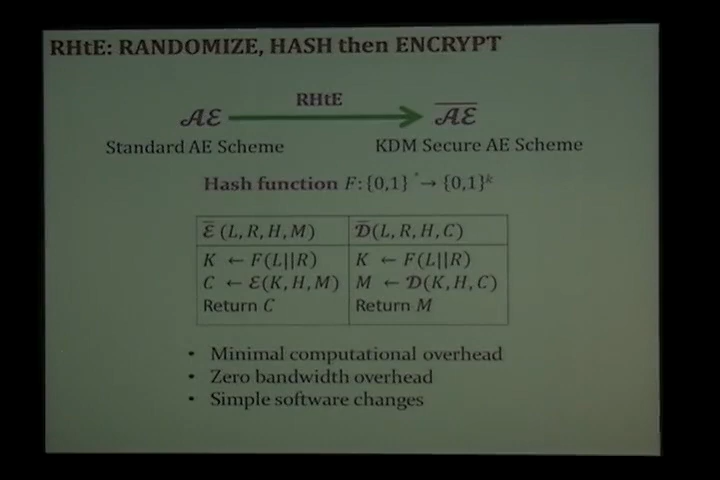 RHtE: RANDOMIZE, HASH then ENCRYPT
RHtE
𝒜ℰ 𝒜ℰ̅
Standard AE Scheme KDM Secure AE Scheme
Hash function F: {0,1}* → {0,1}ᵏ
ℰ̅ (L, R, H, M) 𝒟̅(L, R, H, C)
K ← F(L||R) K ← F(L||R)
C ← ℰ(K, H, M) M ← 𝒟(K, H, C)
Return C Return M
• Minimal computational overhead
• Zero bandwidth overhead
• Simple software changes